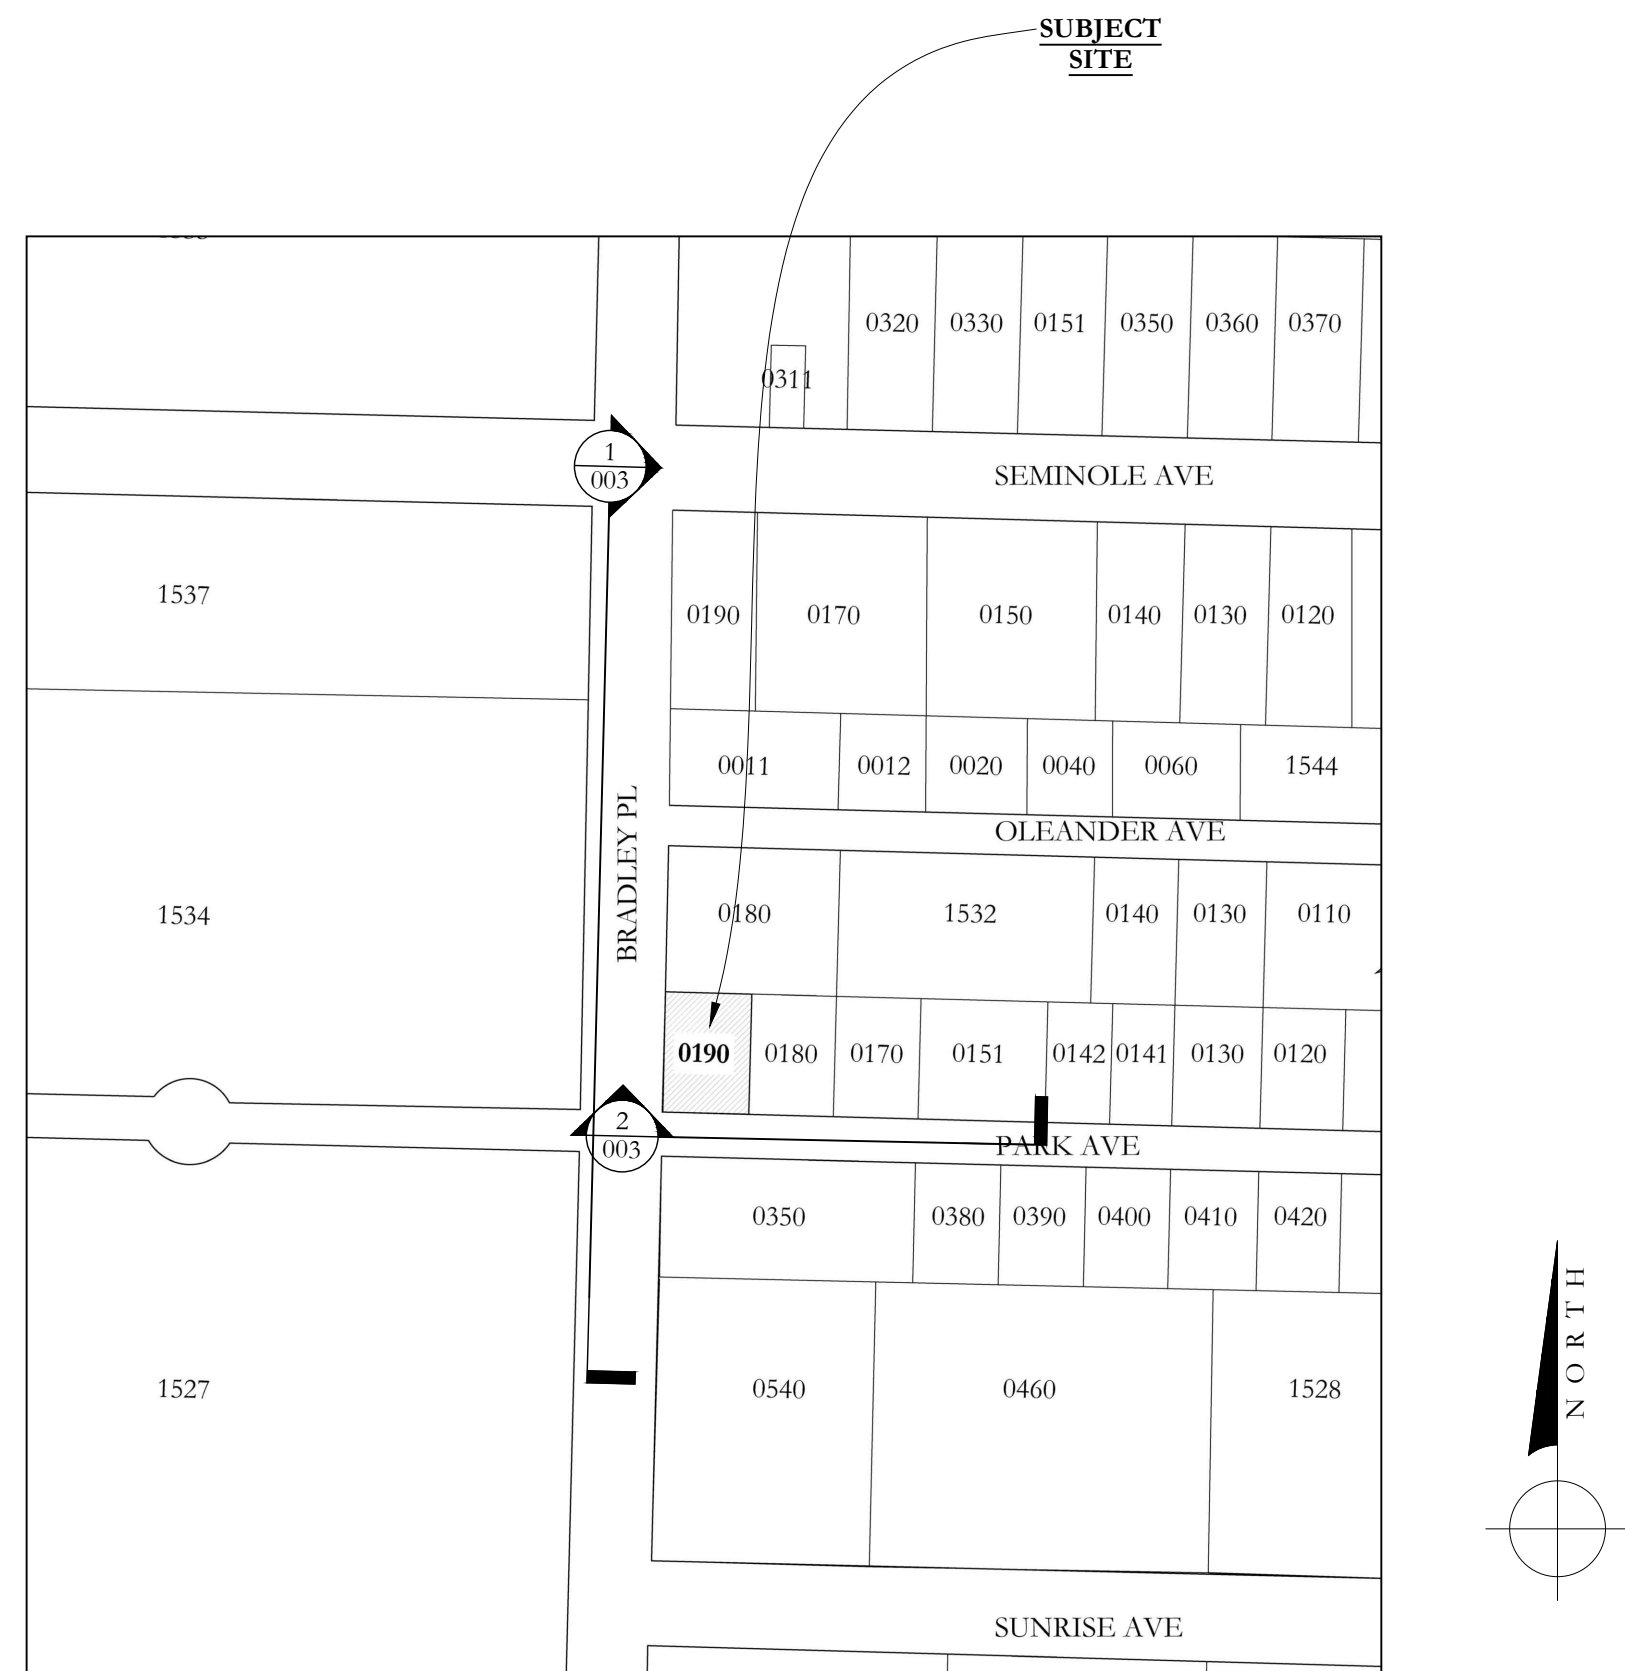 SUBJECT
SITE
0320 0330 0151 0350 0360 0370
0311
1
003
SEMINOLE AVE
1537
0190 0170 0150 0140 0130 0120
0011 0012 0020 0040 0060 1544
OLEANDER AVE
BRADLEY PL
1534
0180 1532 0140 0130 0110
0190 0180 0170 0151 0142 0141 0130 0120
2
003
PARK AVE
0350 0380 0390 0400 0410 0420
1527
0540 0460 1528
NORTH
SUNRISE AVE